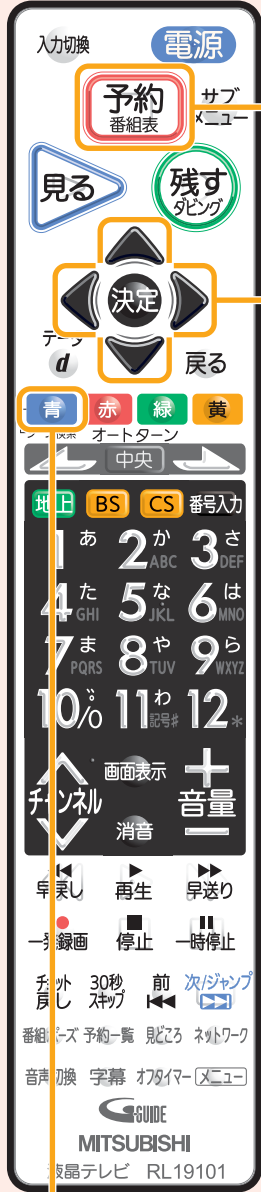 入力切換 電源
予約 サブ
番組表 メニュー
見る 残す
ダビング
決定
データ
d 戻る
青 赤 緑 黄
オートターン
中央
地上 BS CS 番号入力
1 あ 2 か ABC 3 さ DEF
4 た GHI 5 な JKL 6 は MNO
7 ま PQRS 8 や TUV 9 ら WXYZ
10/0 ゛゜ 11 わ 記号# 12 *
チャンネル 画面表示 + 音量 −
消音
早戻し 再生 早送り
一発録画 停止 一時停止
チョット 30秒 前 次/ジャンプ
戻し スキップ
番組 ーズ 予約一覧 見どころ ネットワーク
音声切換 字幕 オフタイマー メニュー
G-GUIDE
MITSUBISHI
液晶テレビ RL19101